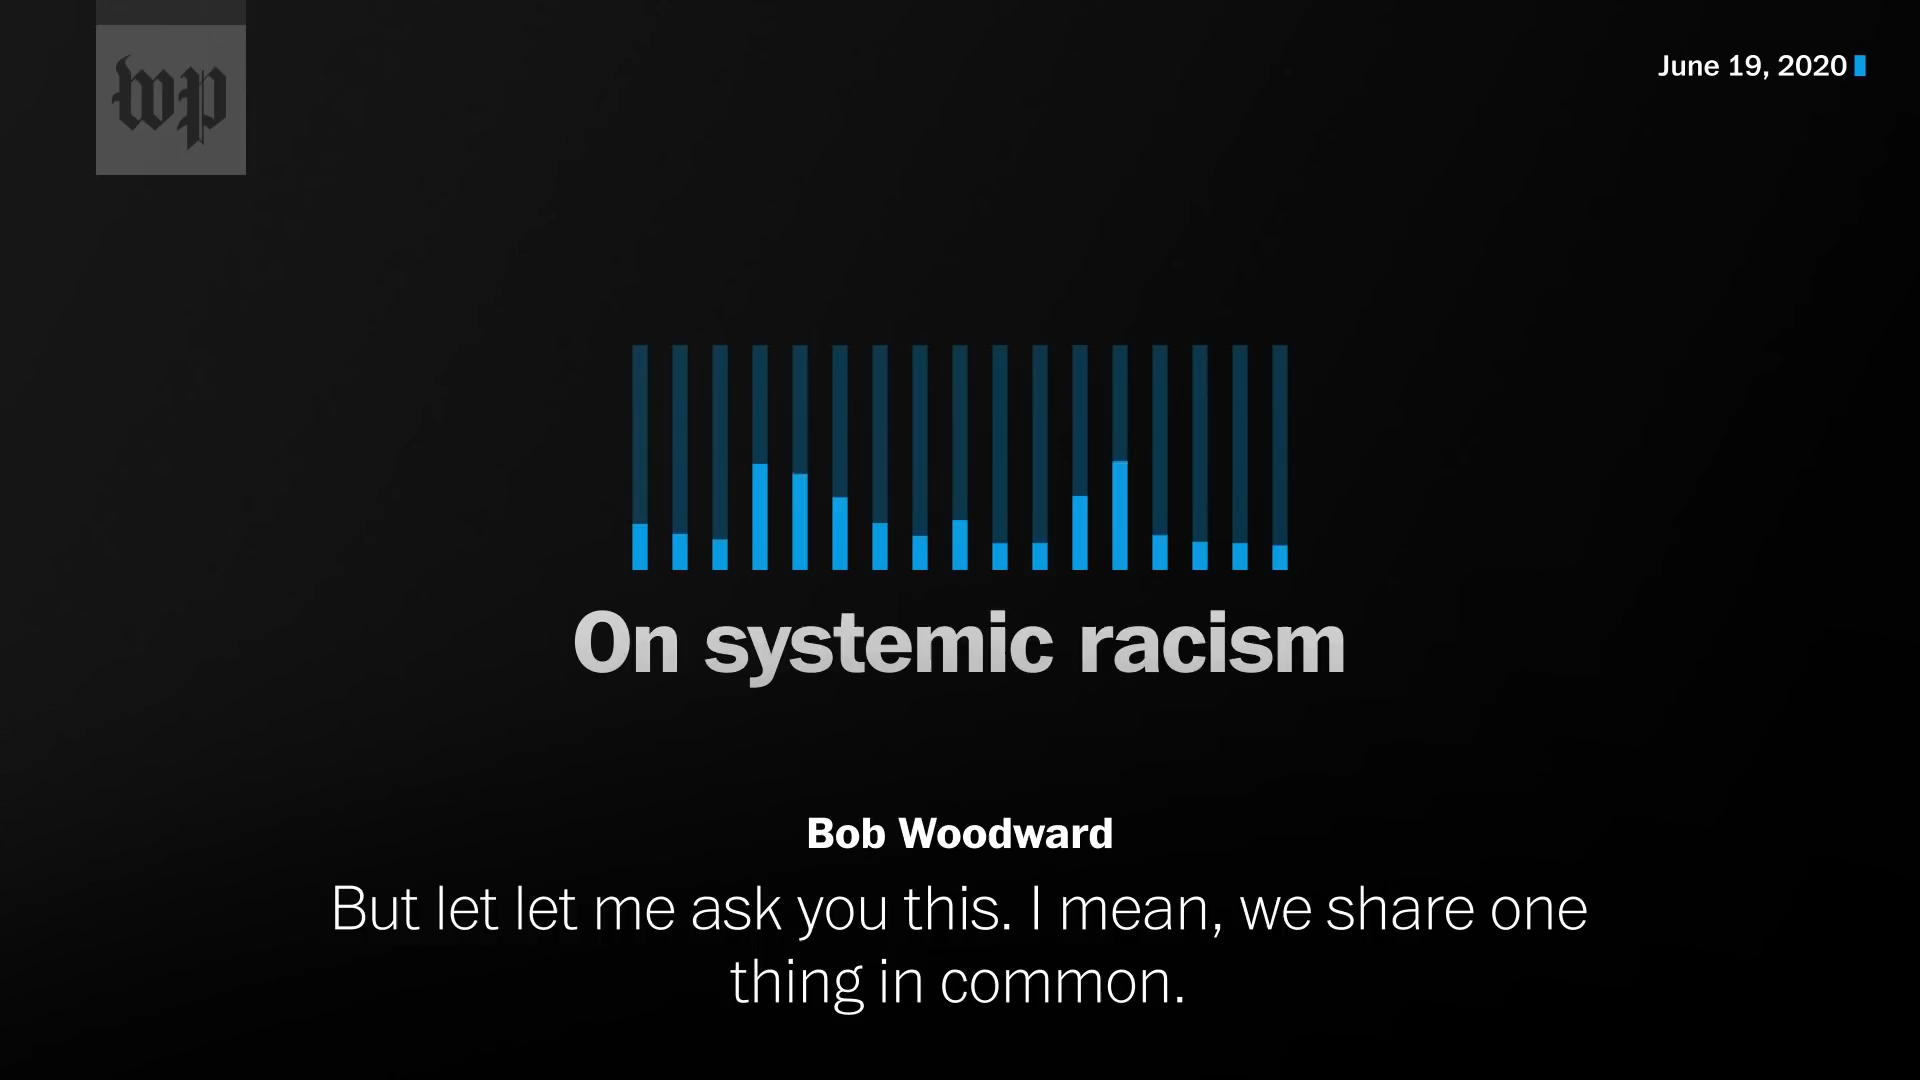 wp
June 19, 2020
On systemic racism
Bob Woodward
But let let me ask you this. I mean, we share one
thing in common.